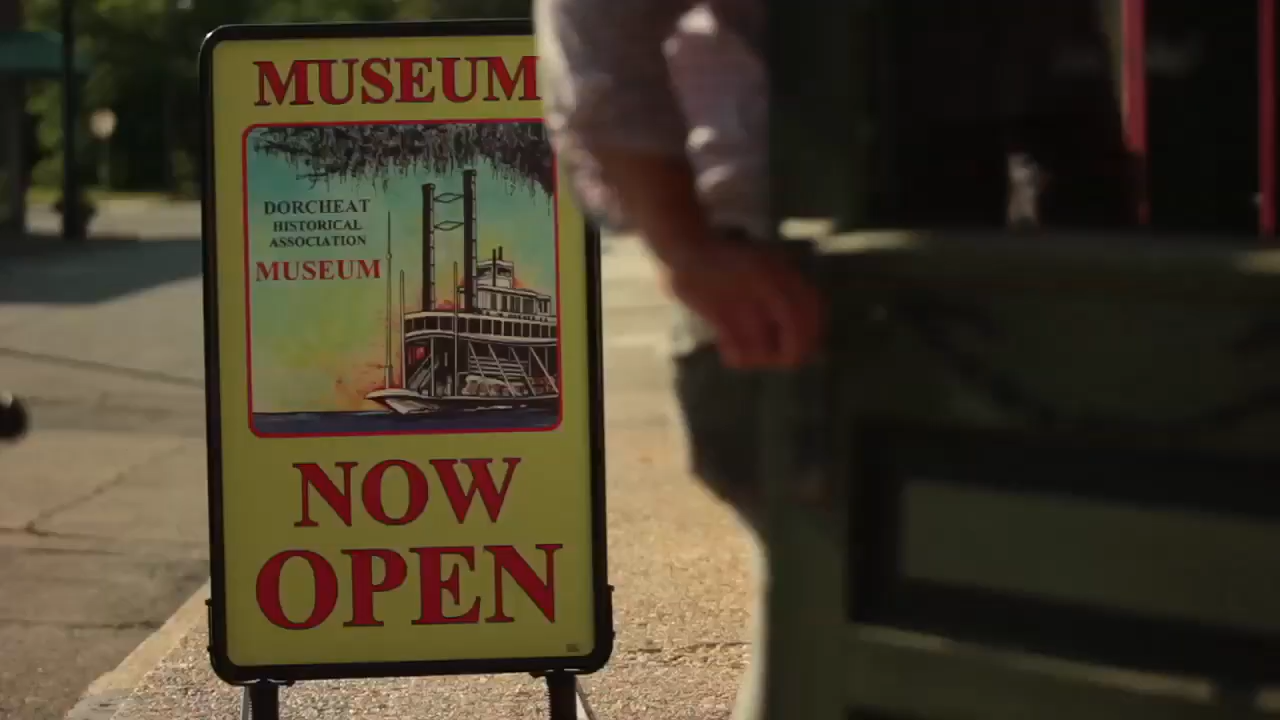 MUSEUM
DORCHEAT
HISTORICAL
ASSOCIATION
MUSEUM
NOW
OPEN